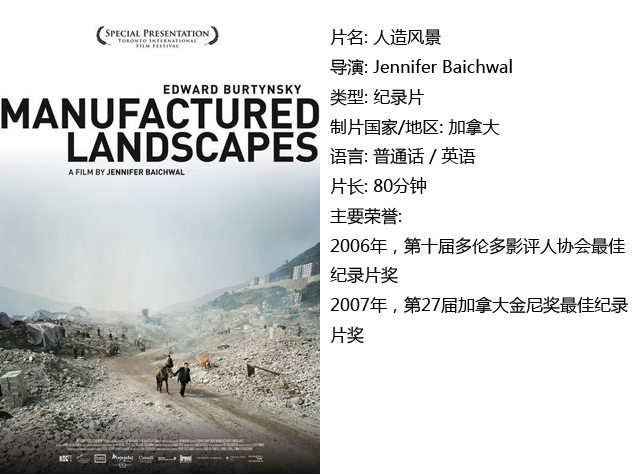 SPECIAL PRESENTATION
TORONTO INTERNATIONAL
FILM FESTIVAL
EDWARD BURTYNSKY
MANUFACTURED
LANDSCAPES
A FILM BY JENNIFER BAICHWAL
片名: 人造风景
导演: Jennifer Baichwal
类型: 纪录片
制片国家/地区: 加拿大
语言: 普通话 / 英语
片长: 80分钟
主要荣誉:
2006年，第十届多伦多影评人协会最佳
纪录片奖
2007年，第27届加拿大金尼奖最佳纪录
片奖